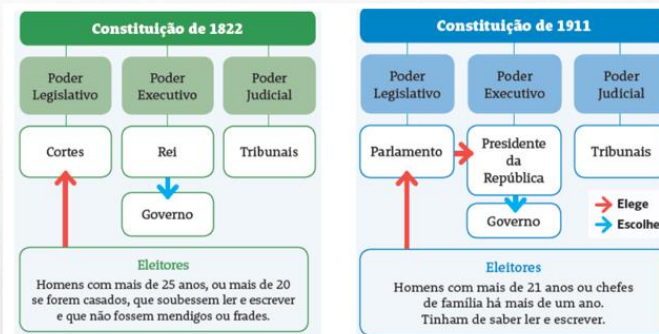 Constituição de 1822
Poder
Legislativo
Poder
Executivo
Poder
Judicial
Cortes
Rei
Tribunais
Governo
Eleitores
Homens com mais de 25 anos, ou mais de 20
se forem casados, que soubessem ler e escrever
e que não fossem mendigos ou frades.
Constituição de 1911
Poder
Legislativo
Poder
Executivo
Poder
Judicial
Parlamento
Presidente
da
República
Tribunais
Governo
Elege
Escolhe
Eleitores
Homens com mais de 21 anos ou chefes
de família há mais de um ano.
Tinham de saber ler e escrever.